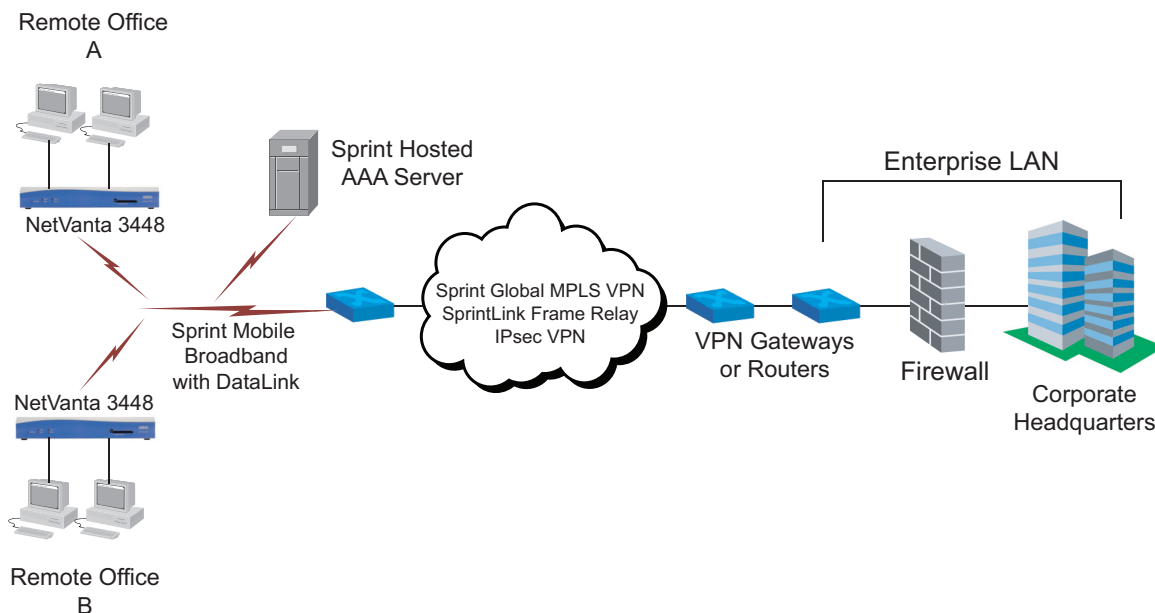 Remote Office
A
NetVanta 3448
Sprint Hosted
AAA Server
Sprint Mobile
Broadband
with DataLink
NetVanta 3448
Remote Office
B
Sprint Global MPLS VPN
SprintLink Frame Relay
IPsec VPN
Enterprise LAN
VPN Gateways
or Routers
Firewall
Corporate
Headquarters